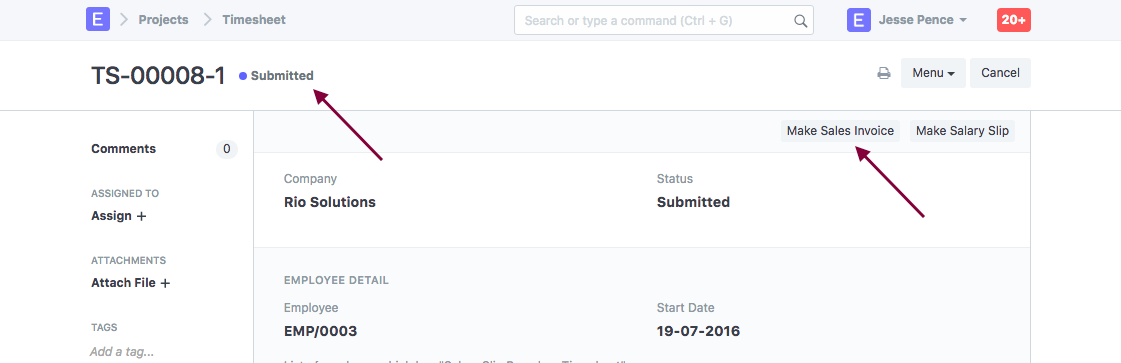 E Projects Timesheet Search or type a command (Ctrl + G) E Jesse Pence 20+
TS-00008-1 Submitted Menu Cancel
Make Sales Invoice Make Salary Slip
Comments 0
Company Status
Rio Solutions Submitted
ASSIGNED TO
Assign +
ATTACHMENTS
Attach File +
TAGS
Add a tag...
EMPLOYEE DETAIL
Employee Start Date
EMP/0003 19-07-2016